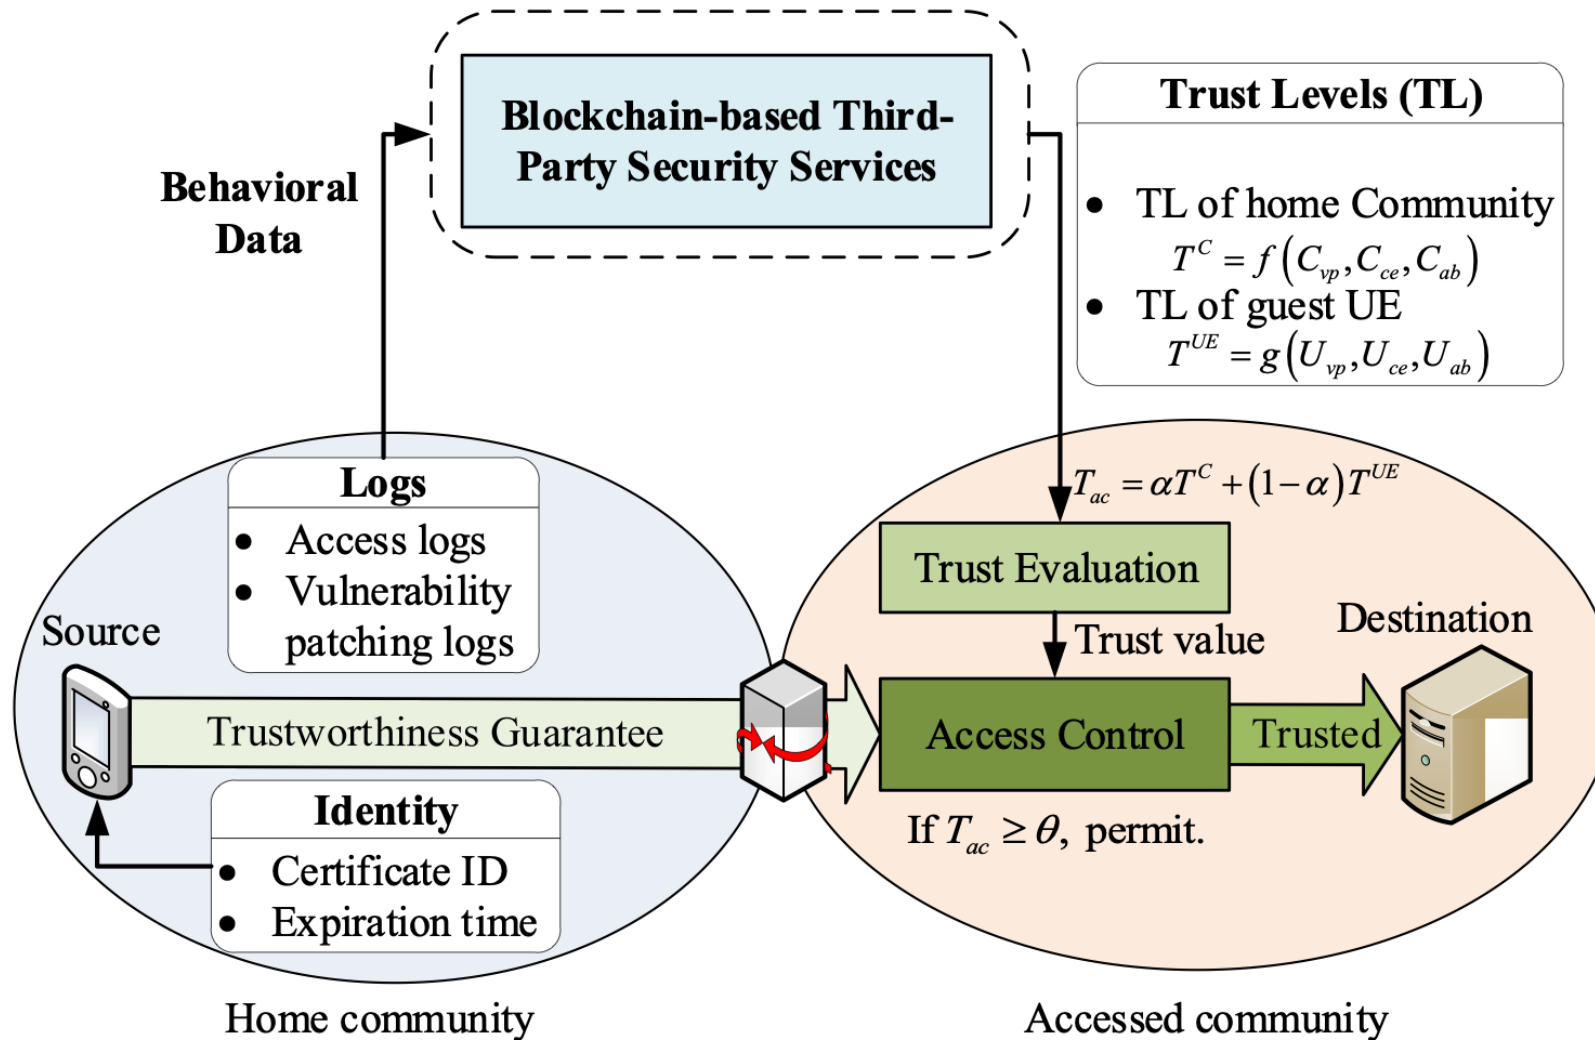 Blockchain-based Third-
Party Security Services
Trust Levels (TL)
• TL of home Community
T^C = f(C_vp, C_ce, C_ab)
• TL of guest UE
T^UE = g(U_vp, U_ce, U_ab)
Behavioral
Data
Logs
• Access logs
• Vulnerability
patching logs
T_ac = αT^C + (1−α)T^UE
Trust Evaluation
Trust value
Source
Destination
Trustworthiness Guarantee
Access Control
Trusted
If T_ac ≥ θ, permit.
Identity
• Certificate ID
• Expiration time
Home community
Accessed community